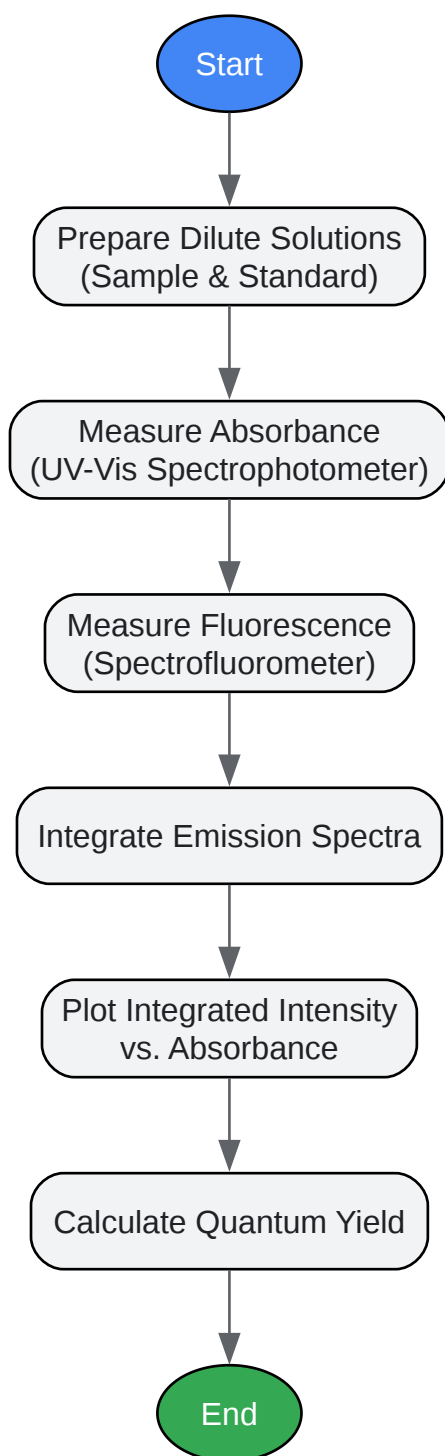 Start
Prepare Dilute Solutions
(Sample & Standard)
Measure Absorbance
(UV-Vis Spectrophotometer)
Measure Fluorescence
(Spectrofluorometer)
Integrate Emission Spectra
Plot Integrated Intensity
vs. Absorbance
Calculate Quantum Yield
End